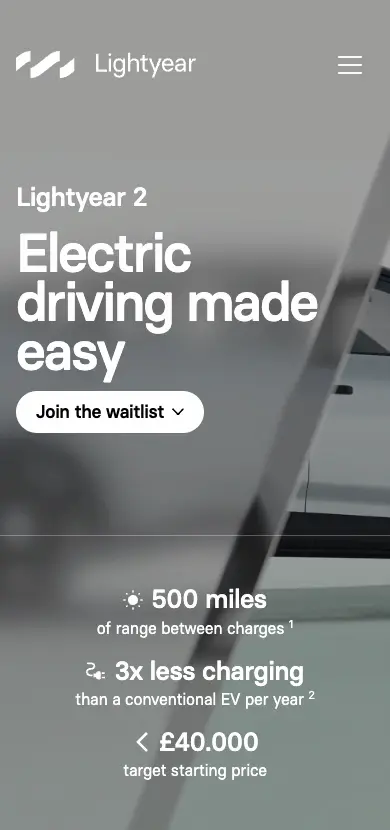 Lightyear
Lightyear 2
Electric
driving made
easy
Join the waitlist
500 miles
of range between charges ¹
3x less charging
than a conventional EV per year ²
< £40.000
target starting price